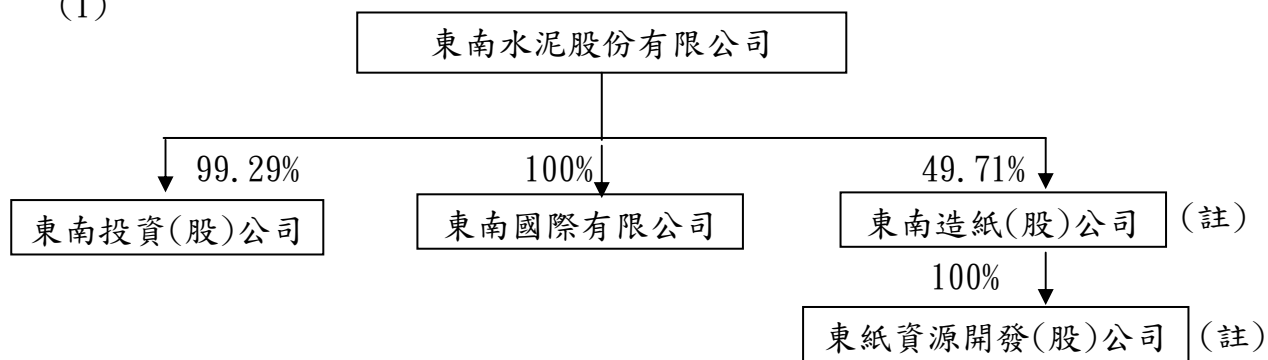 (1)
東南水泥股份有限公司
99.29%
100%
49.71%
東南投資(股)公司
東南國際有限公司
東南造紙(股)公司
(註)
100%
東紙資源開發(股)公司
(註)